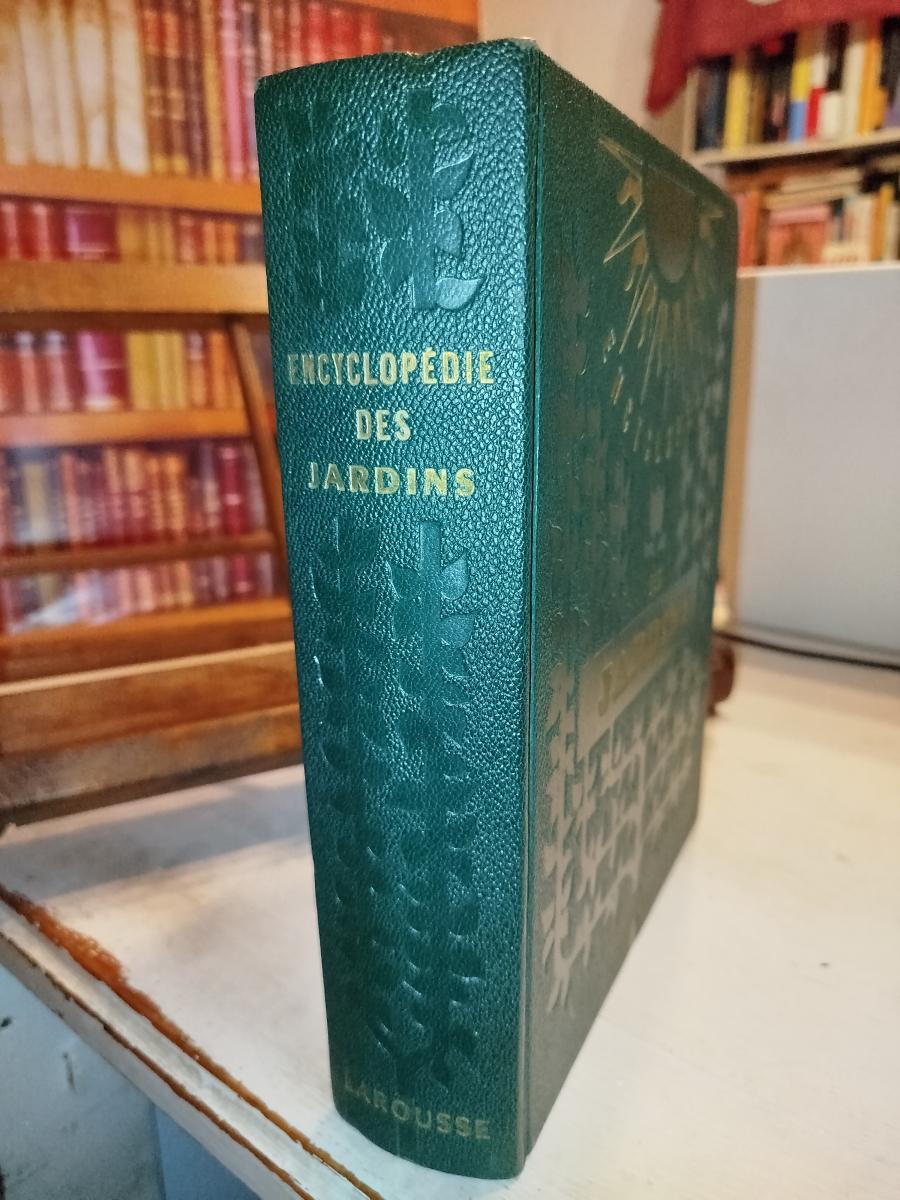 ENCYCLOPÉDIE
DES
JARDINS
LAROUSSE